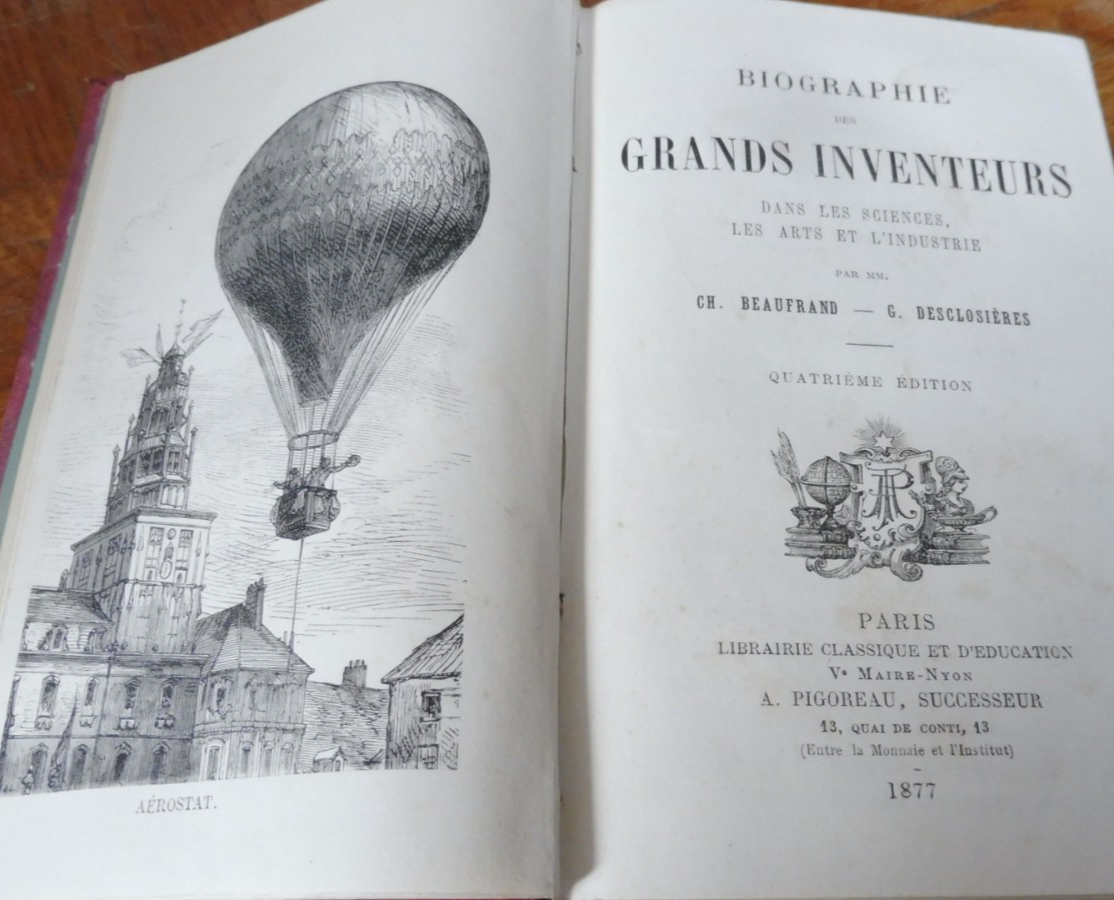 AÉROSTAT.
BIOGRAPHIE
DES
GRANDS INVENTEURS
DANS LES SCIENCES,
LES ARTS ET L'INDUSTRIE
PAR MM.
CH. BEAUFRAND — G. DESCLOSIÈRES
QUATRIÈME ÉDITION
PARIS
LIBRAIRIE CLASSIQUE ET D'EDUCATION
Vᵉ MAIRE-NYON
A. PIGOREAU, SUCCESSEUR
13, QUAI DE CONTI, 13
(Entre la Monnaie et l'Institut)
1877